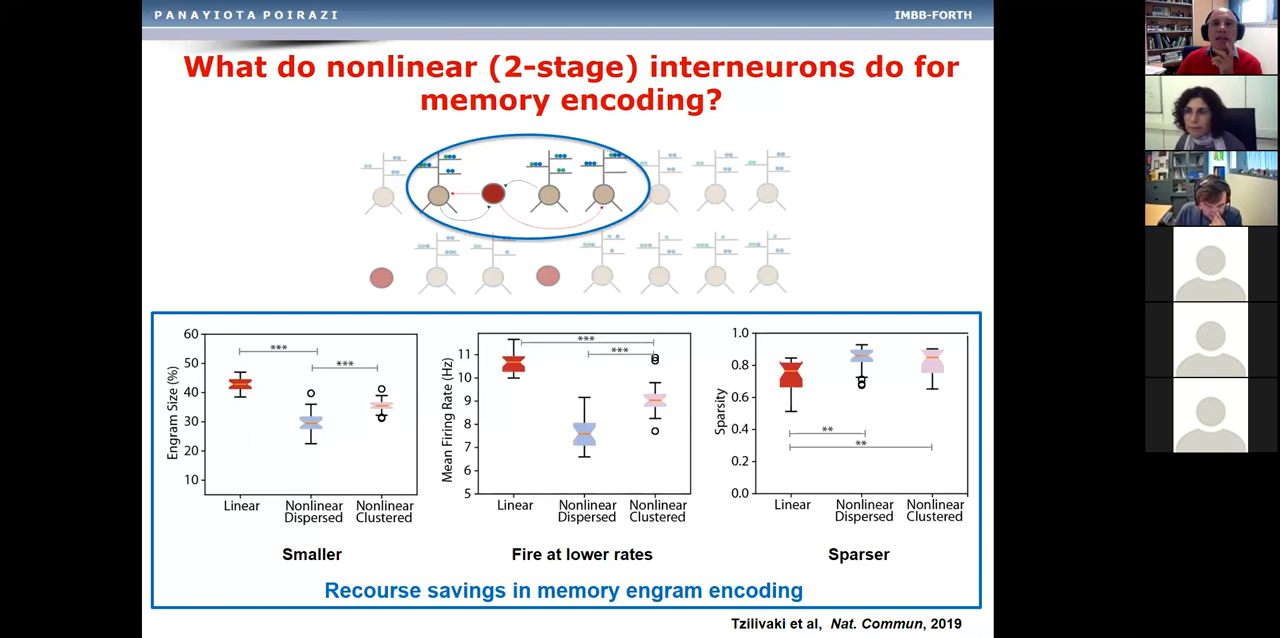 PANAYIOTA POIRAZI
IMBB-FORTH
What do nonlinear (2-stage) interneurons do for
memory encoding?
60
50
40
30
20
10
Engram Size (%)
***
***
Linear
Nonlinear
Dispersed
Nonlinear
Clustered
Smaller
11
10
9
8
7
6
5
Mean Firing Rate (Hz)
***
***
Linear
Nonlinear
Dispersed
Nonlinear
Clustered
Fire at lower rates
1.0
0.8
0.6
0.4
0.2
0.0
Sparsity
**
**
Linear
Nonlinear
Dispersed
Nonlinear
Clustered
Sparser
Recourse savings in memory engram encoding
Tzilivaki et al, Nat. Commun, 2019